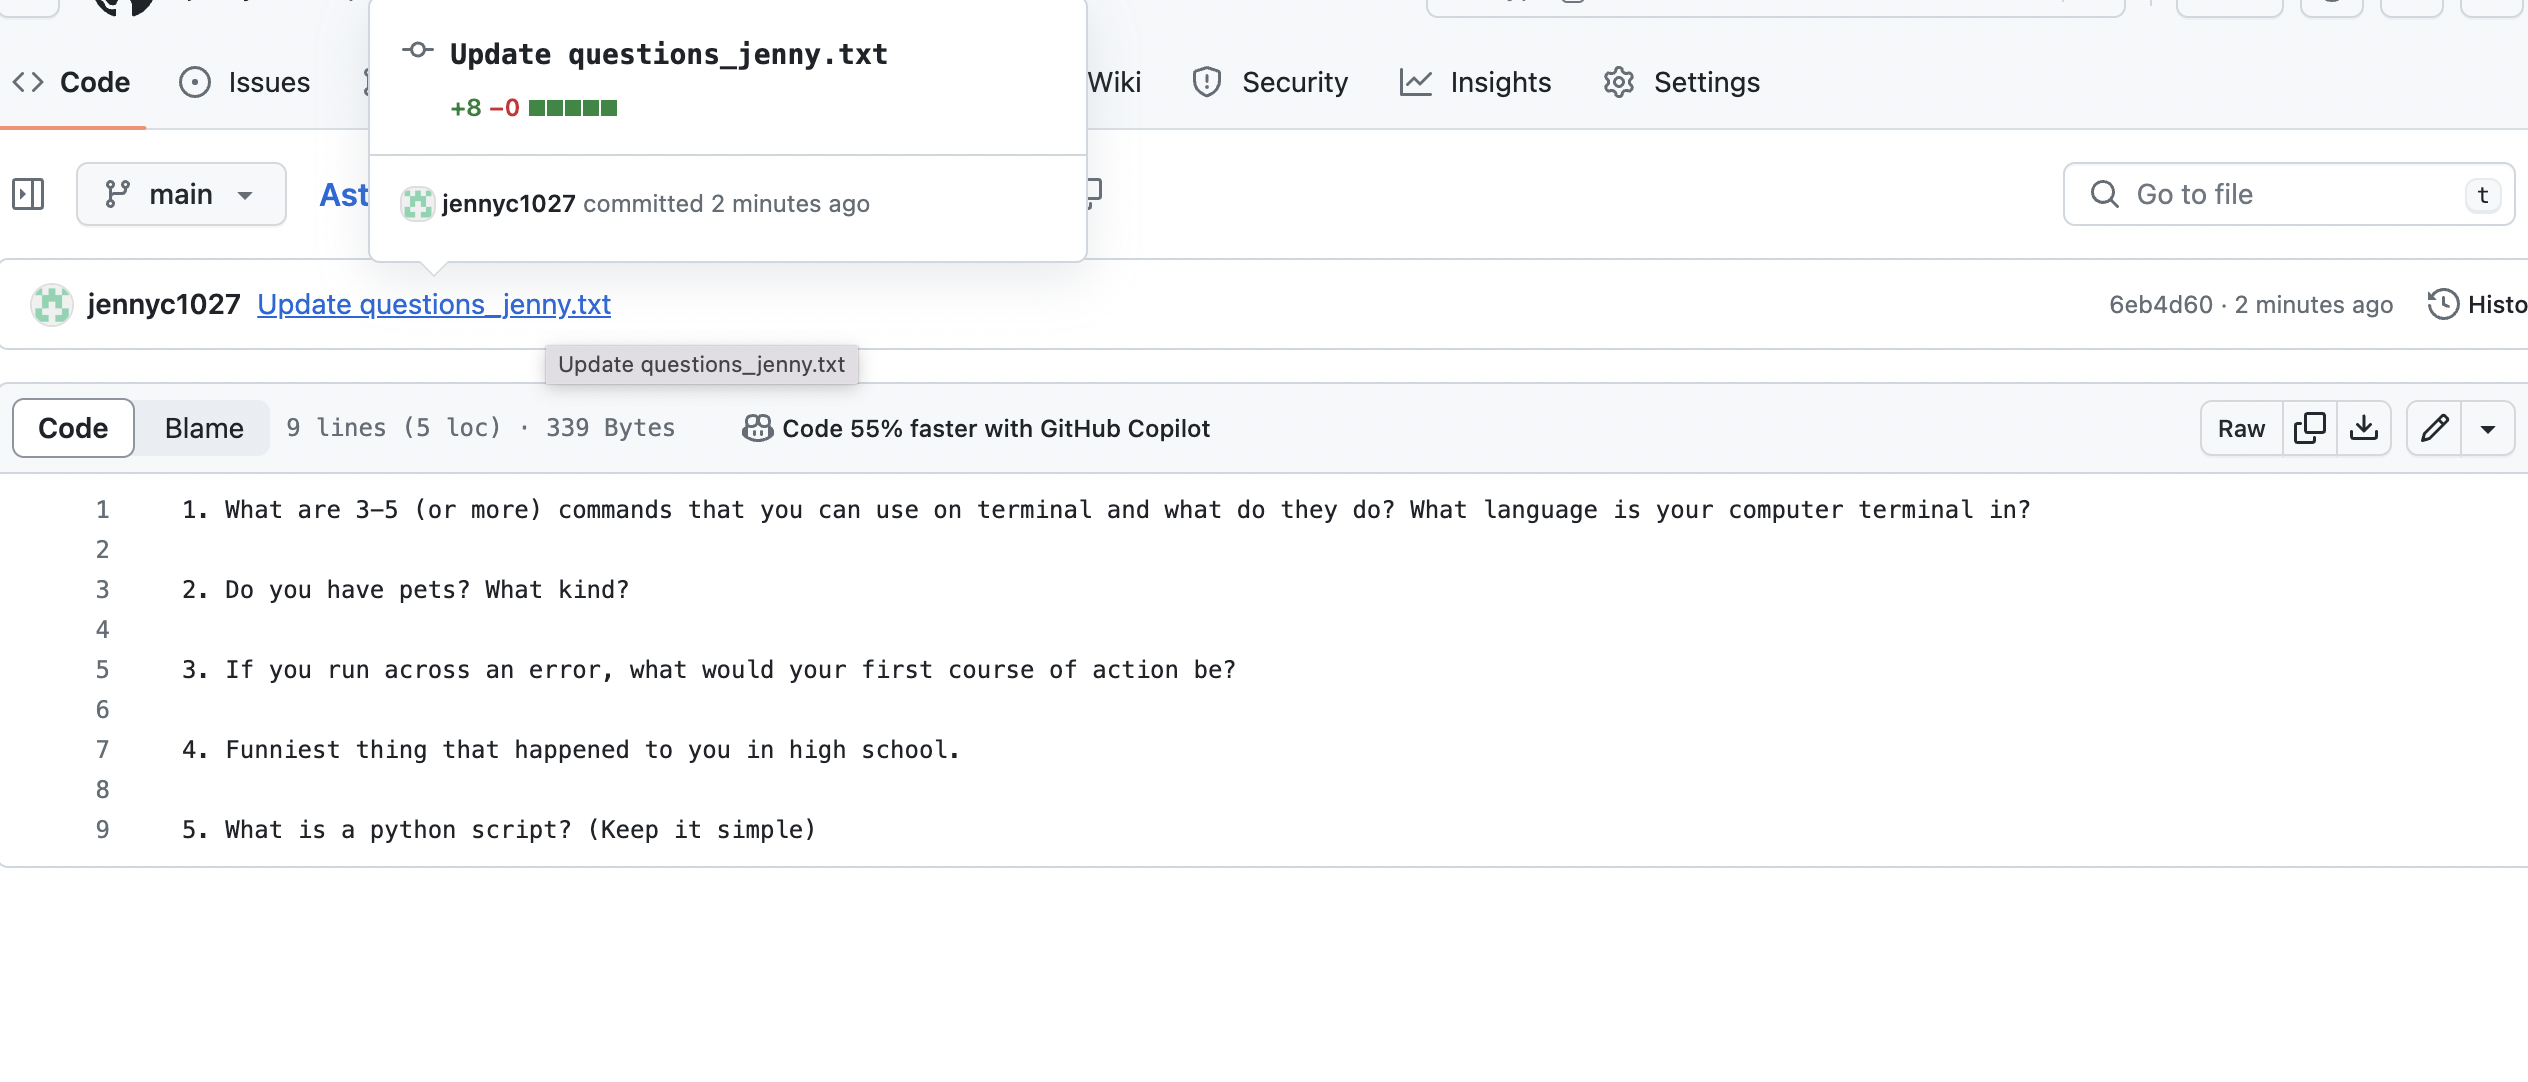 Update questions_jenny.txt
+8 −0
Code Issues Wiki Security Insights Settings
jennyc1027 committed 2 minutes ago
main Ast Go to file t
jennyc1027 Update questions_jenny.txt 6eb4d60 · 2 minutes ago Histo
Update questions_jenny.txt
Code Blame 9 lines (5 loc) · 339 Bytes Code 55% faster with GitHub Copilot Raw
1 1. What are 3–5 (or more) commands that you can use on terminal and what do they do? What language is your computer terminal in?
2
3 2. Do you have pets? What kind?
4
5 3. If you run across an error, what would your first course of action be?
6
7 4. Funniest thing that happened to you in high school.
8
9 5. What is a python script? (Keep it simple)